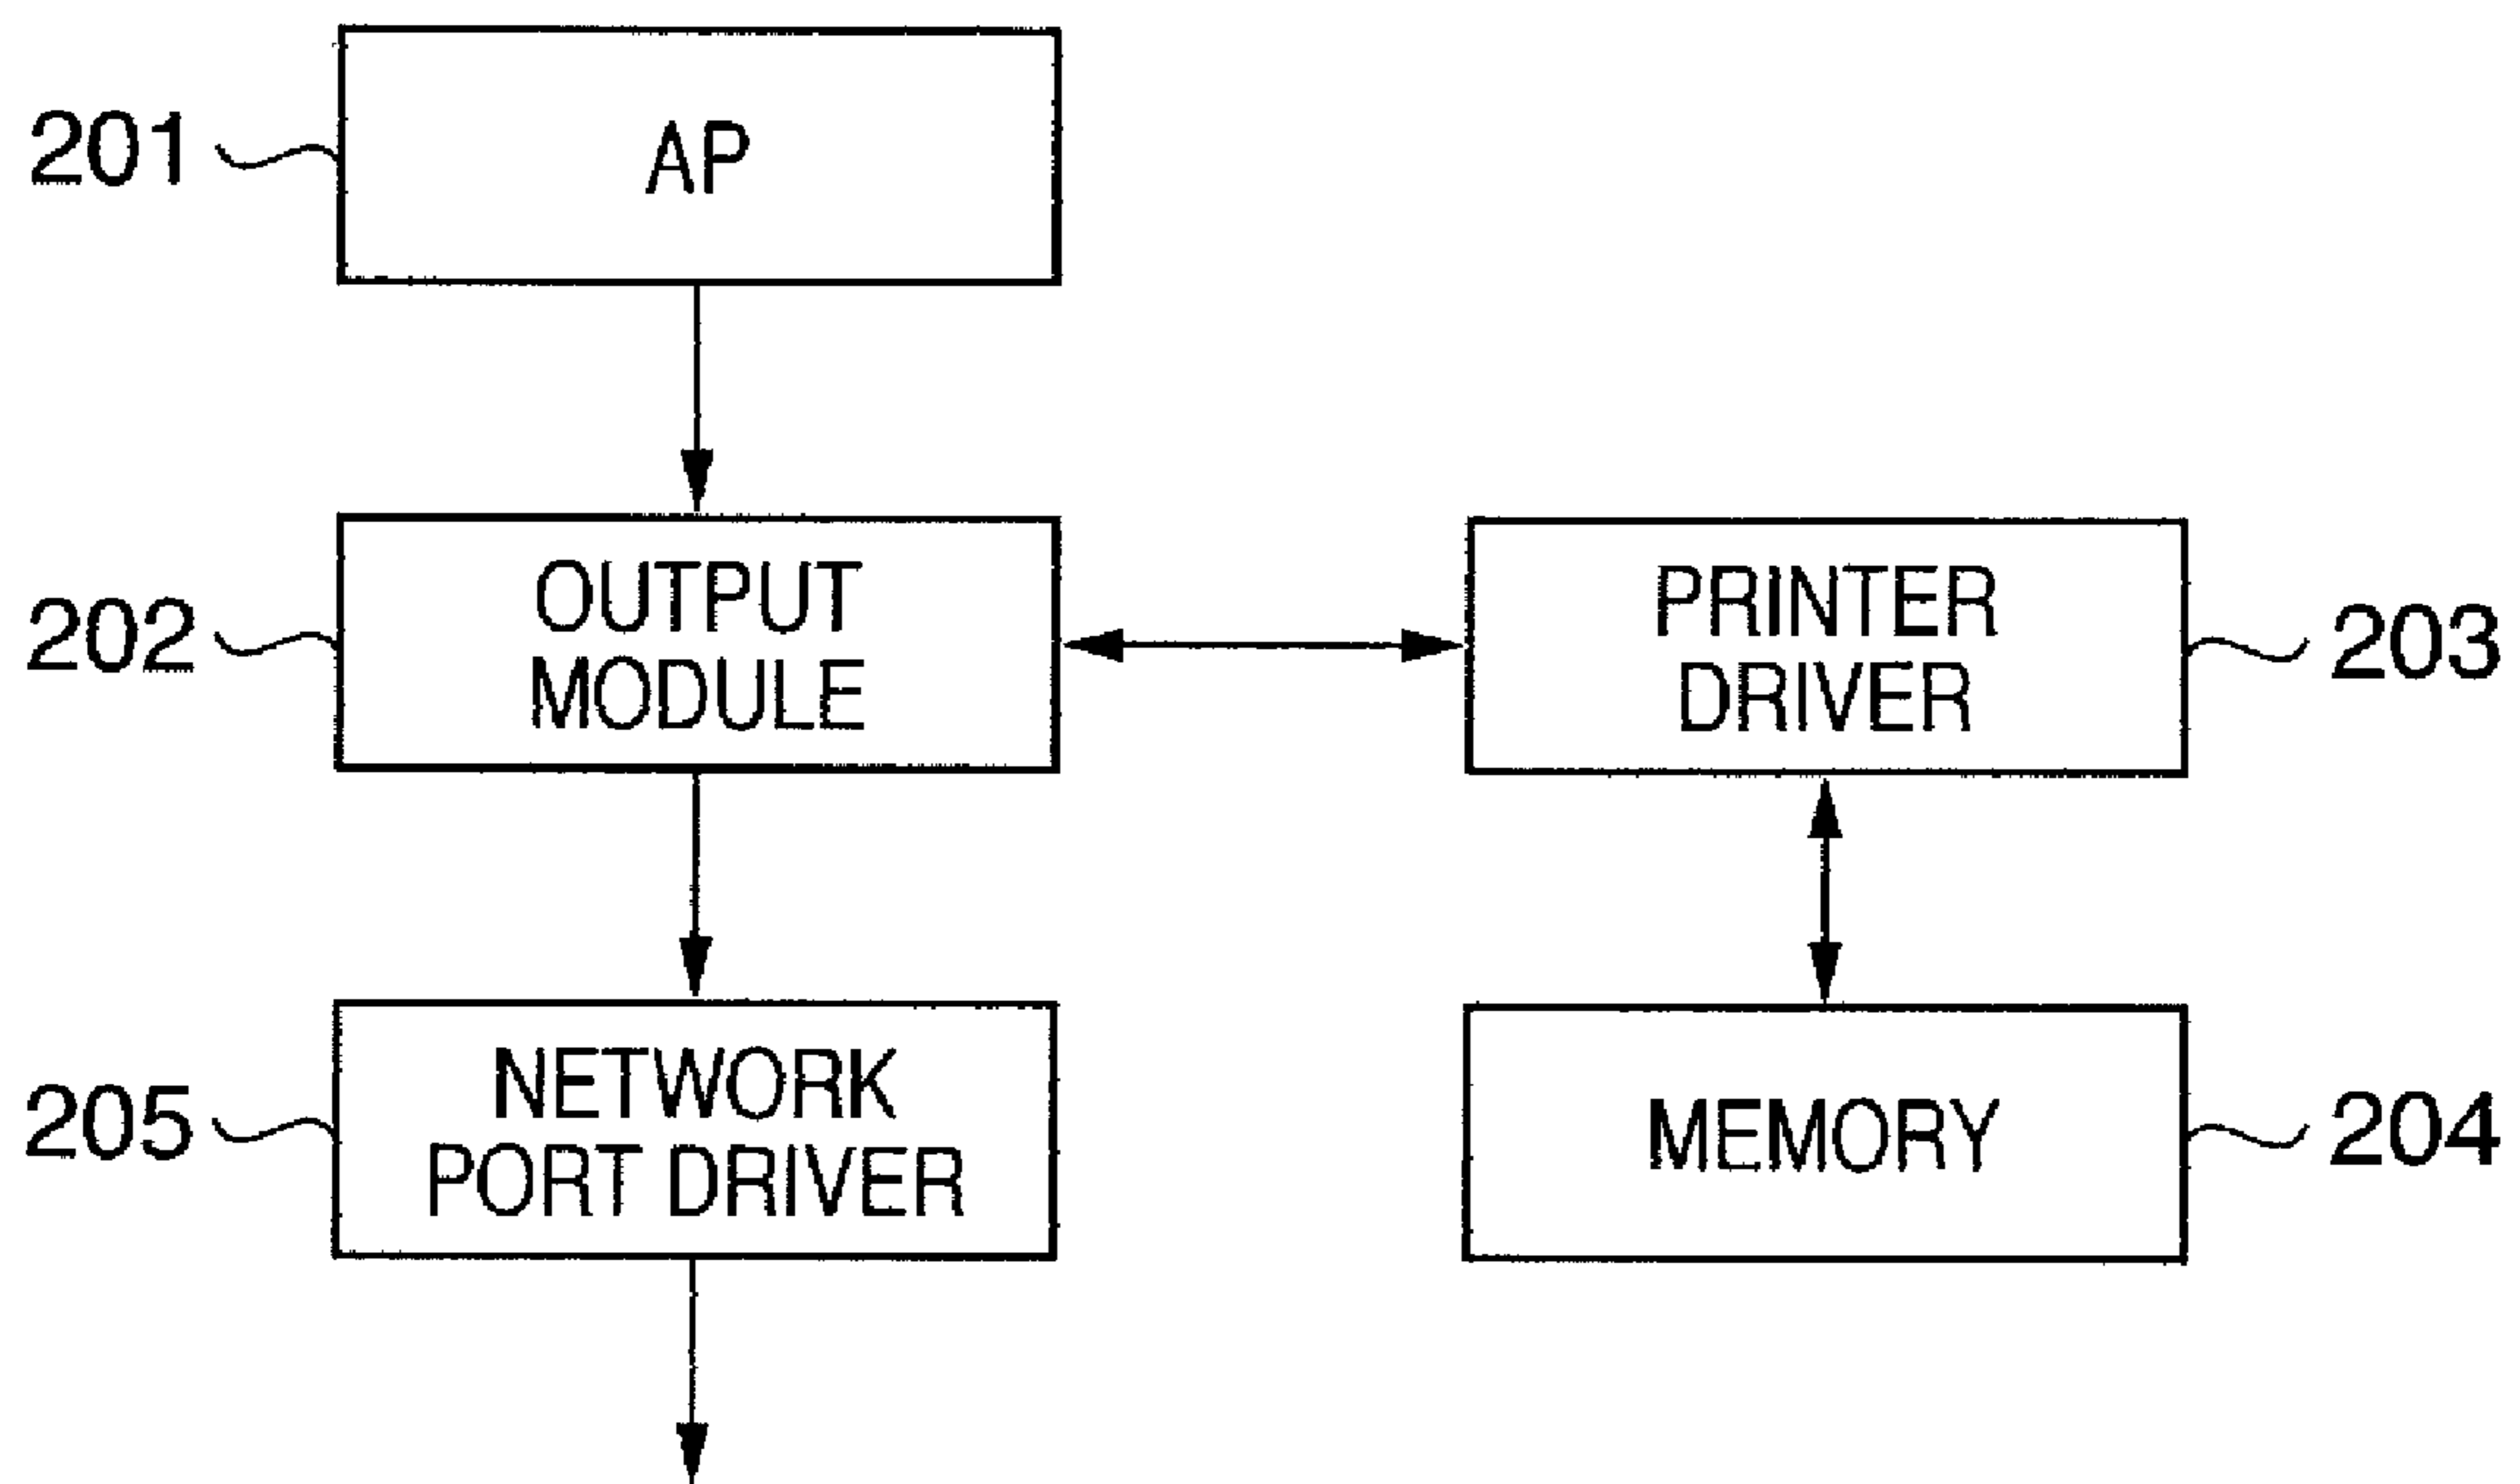 201
AP
202
OUTPUT
MODULE
PRINTER
DRIVER
203
205
NETWORK
PORT DRIVER
MEMORY
204